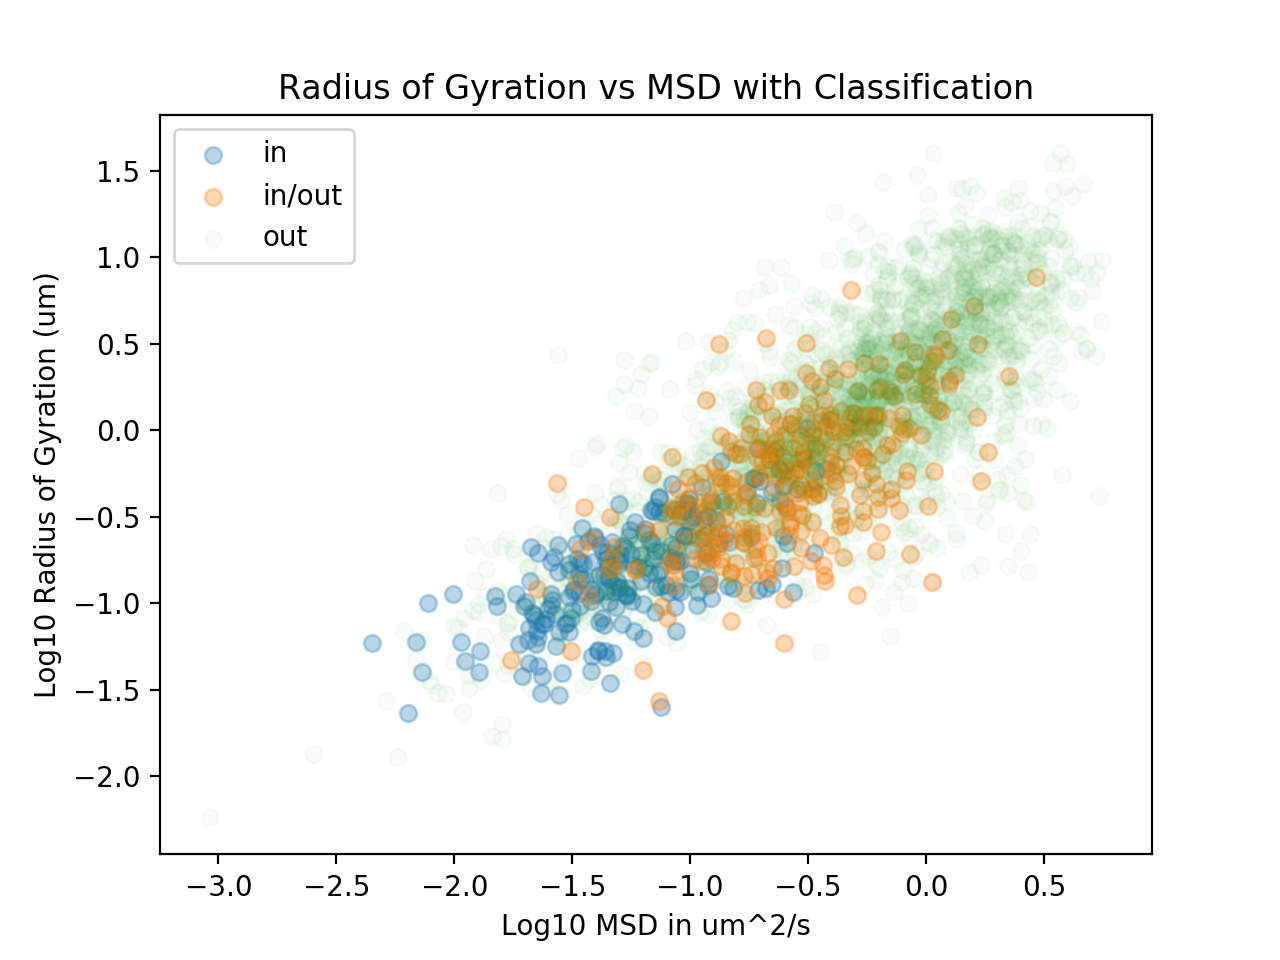 Radius of Gyration vs MSD with Classification
in
in/out
out
Log10 Radius of Gyration (um)
1.5
1.0
0.5
0.0
−0.5
−1.0
−1.5
−2.0
−3.0 −2.5 −2.0 −1.5 −1.0 −0.5 0.0 0.5
Log10 MSD in um^2/s